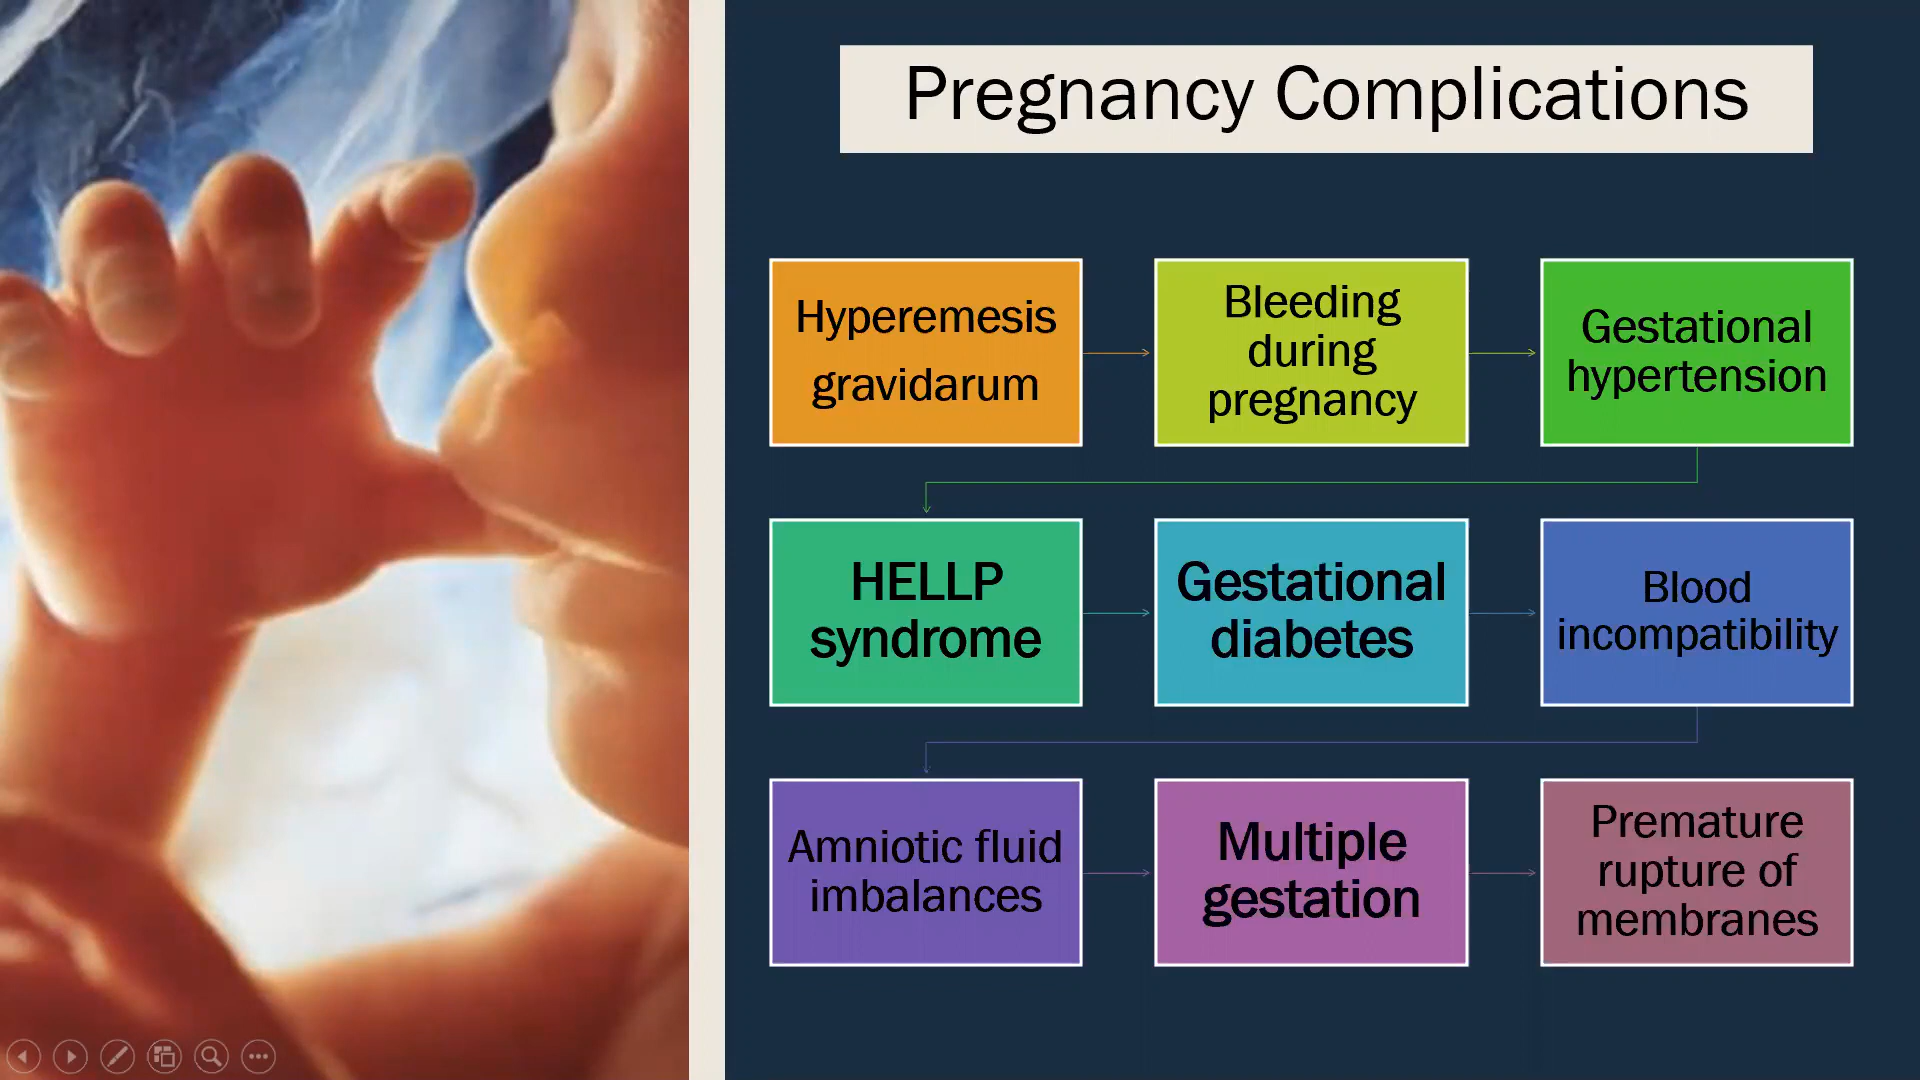 Pregnancy Complications
Hyperemesis
gravidarum
Bleeding
during
pregnancy
Gestational
hypertension
HELLP
syndrome
Gestational
diabetes
Blood
incompatibility
Amniotic fluid
imbalances
Multiple
gestation
Premature
rupture of
membranes